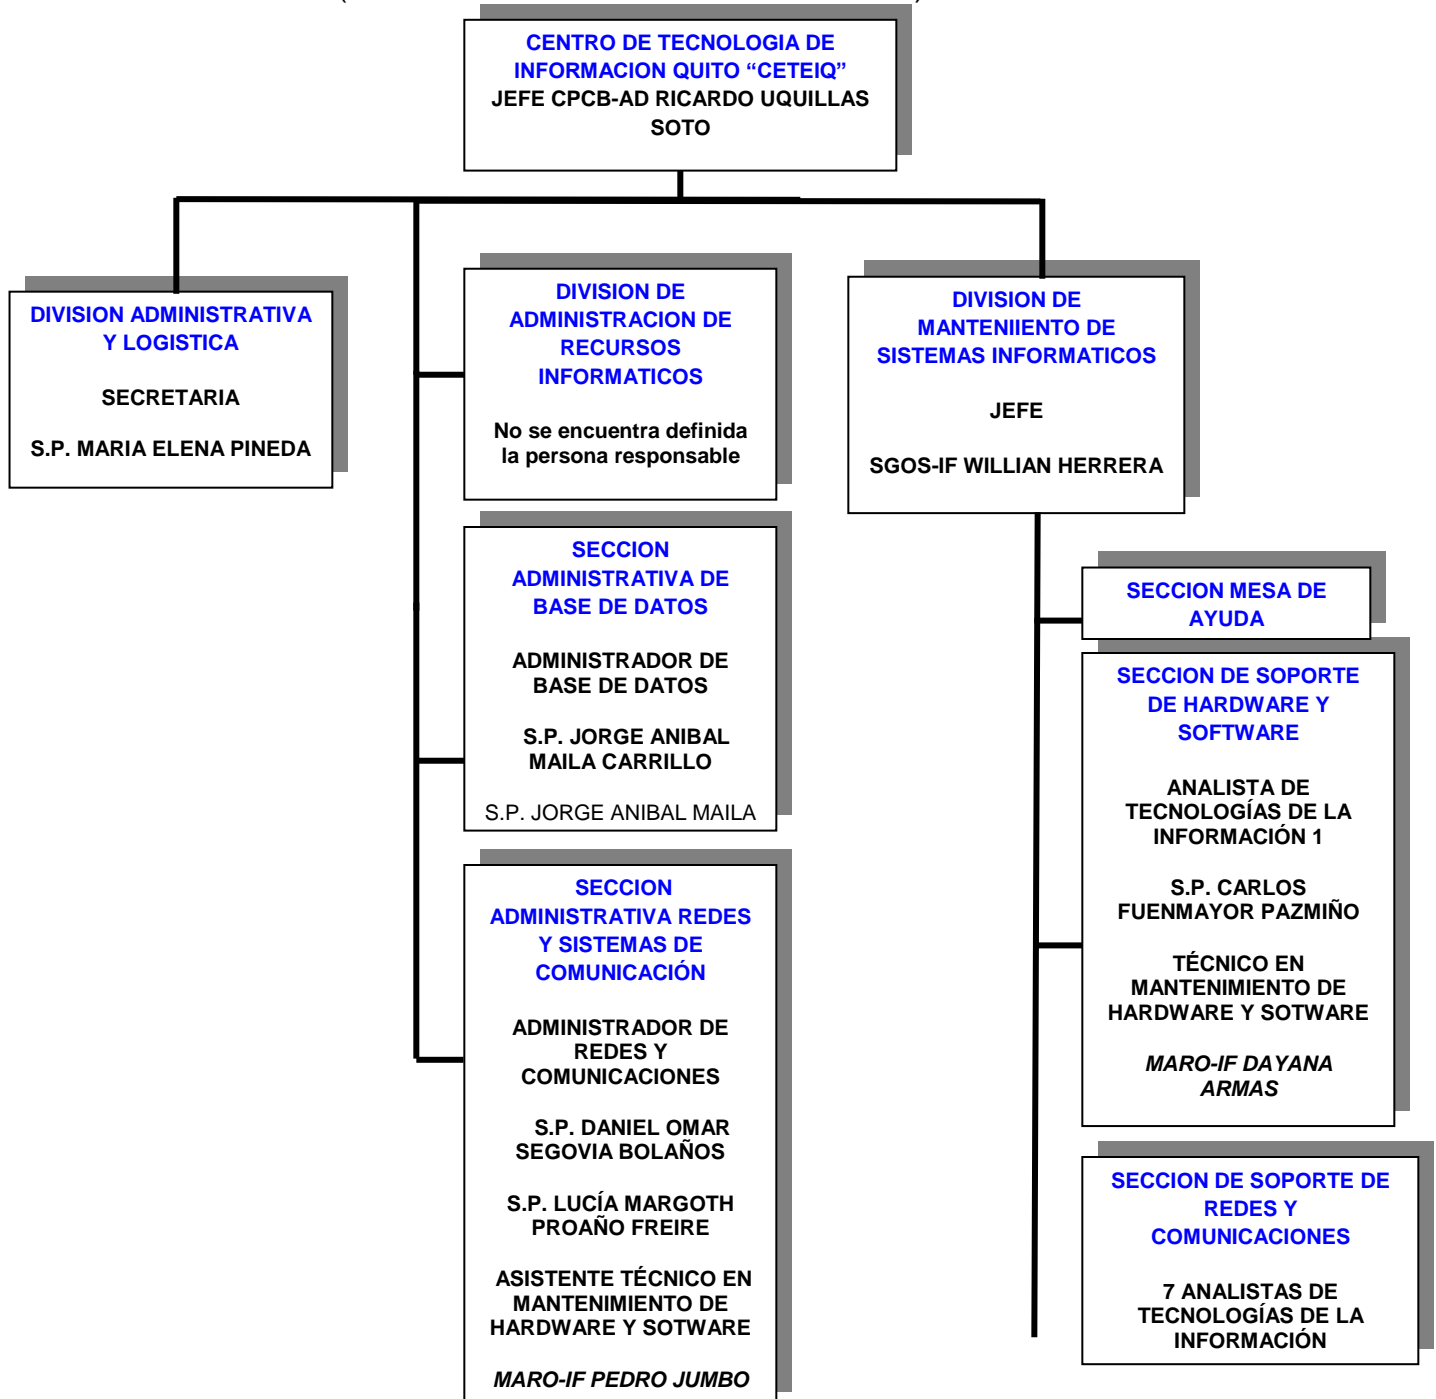 CENTRO DE TECNOLOGIA DE
INFORMACION QUITO “CETEIQ”
JEFE CPCB-AD RICARDO UQUILLAS
SOTO
DIVISION ADMINISTRATIVA
Y LOGISTICA
SECRETARIA
S.P. MARIA ELENA PINEDA
DIVISION DE
ADMINISTRACION DE
RECURSOS
INFORMATICOS
No se encuentra definida
la persona responsable
SECCION
ADMINISTRATIVA DE
BASE DE DATOS
ADMINISTRADOR DE
BASE DE DATOS
S.P. JORGE ANIBAL
MAILA CARRILLO
S.P. JORGE ANIBAL MAILA
SECCION
ADMINISTRATIVA REDES
Y SISTEMAS DE
COMUNICACIÓN
ADMINISTRADOR DE
REDES Y
COMUNICACIONES
S.P. DANIEL OMAR
SEGOVIA BOLAÑOS
S.P. LUCÍA MARGOTH
PROAÑO FREIRE
ASISTENTE TÉCNICO EN
MANTENIMIENTO DE
HARDWARE Y SOTWARE
MARO-IF PEDRO JUMBO
DIVISION DE
MANTENIIENTO DE
SISTEMAS INFORMATICOS
JEFE
SGOS-IF WILLIAN HERRERA
SECCION MESA DE
AYUDA
SECCION DE SOPORTE
DE HARDWARE Y
SOFTWARE
ANALISTA DE
TECNOLOGÍAS DE LA
INFORMACIÓN 1
S.P. CARLOS
FUENMAYOR PAZMIÑO
TÉCNICO EN
MANTENIMIENTO DE
HARDWARE Y SOTWARE
MARO-IF DAYANA
ARMAS
SECCION DE SOPORTE DE
REDES Y
COMUNICACIONES
7 ANALISTAS DE
TECNOLOGÍAS DE LA
INFORMACIÓN